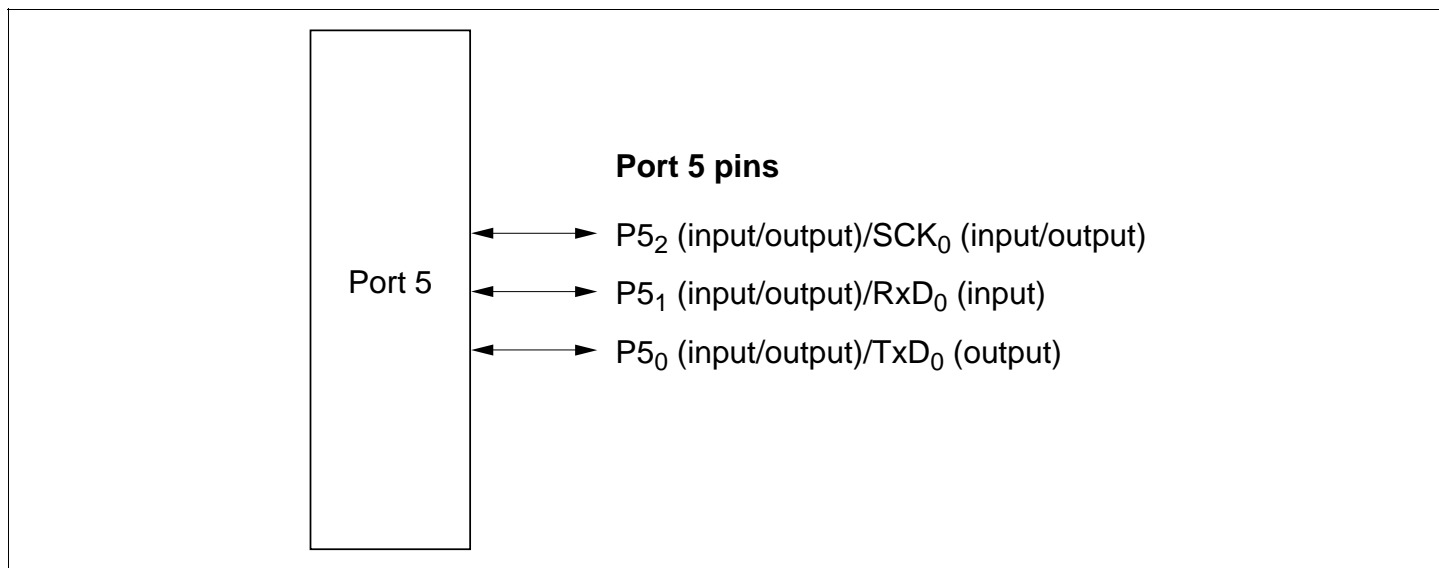 Port 5 pins
P5₂ (input/output)/SCK₀ (input/output)
Port 5
P5₁ (input/output)/RxD₀ (input)
P5₀ (input/output)/TxD₀ (output)